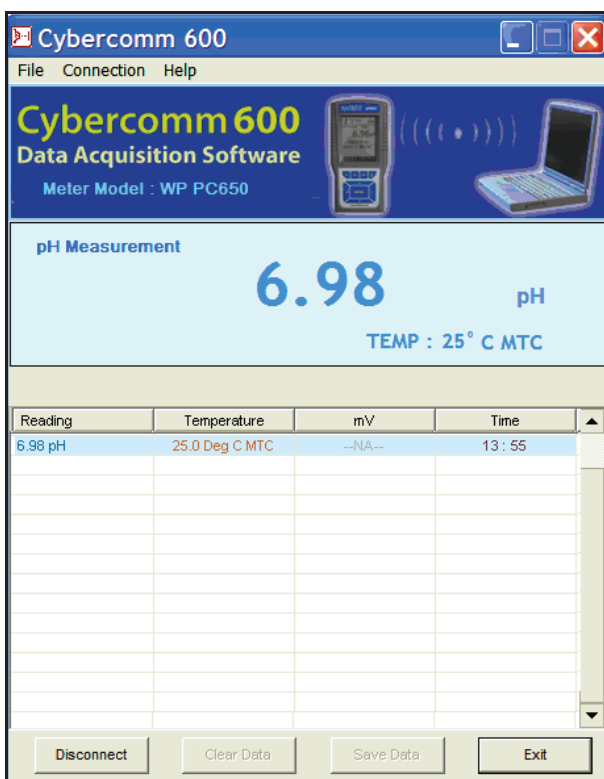 Cybercomm 600
File Connection Help
Cybercomm 600
Data Acquisition Software
Meter Model : WP PC650
pH Measurement
6.98 pH
TEMP : 25° C MTC
Reading Temperature mV Time
6.98 pH 25.0 Deg C MTC --NA-- 13 : 55
Disconnect Clear Data Save Data Exit